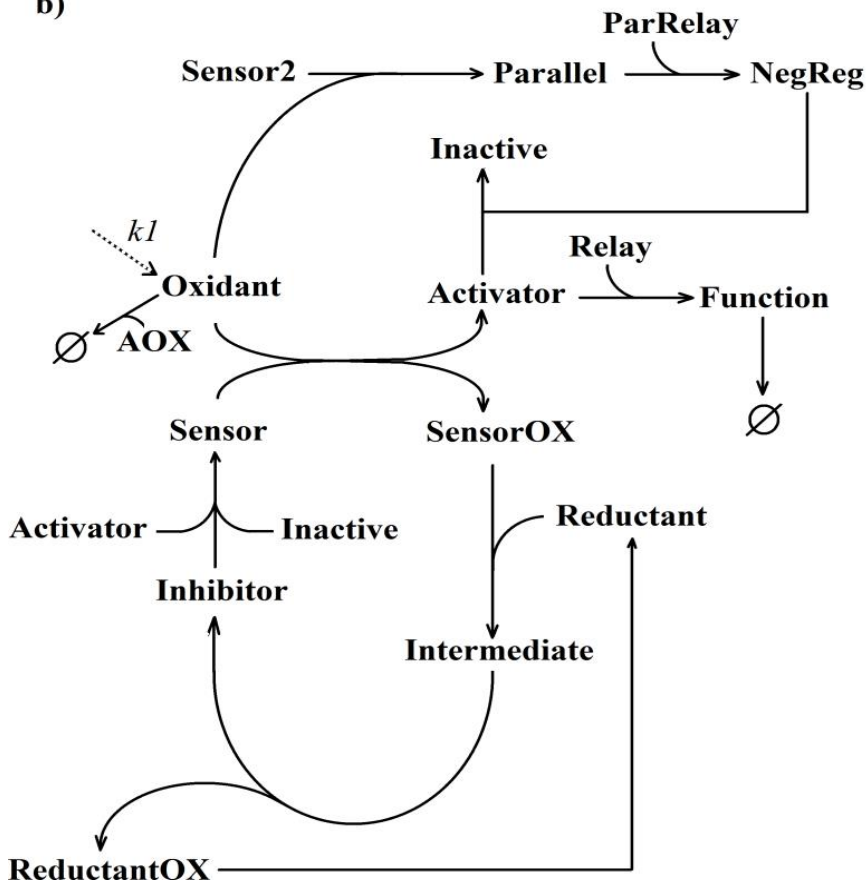 b)
ParRelay
Sensor2 Parallel NegReg
Inactive
k1
Relay
Oxidant Activator Function
∅ AOX
∅
Sensor SensorOX
Reductant
Activator Inactive
Inhibitor
Intermediate
ReductantOX